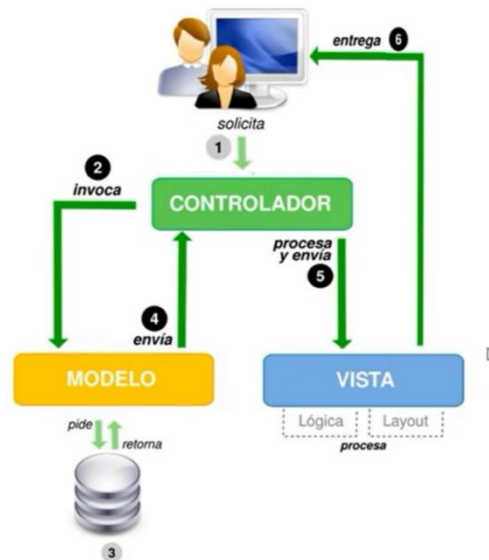 entrega 6
solicita
1
2
invoca
CONTROLADOR
procesa
y envía
5
4
envía
MODELO
VISTA
Lógica
Layout
procesa
pide
retorna
3